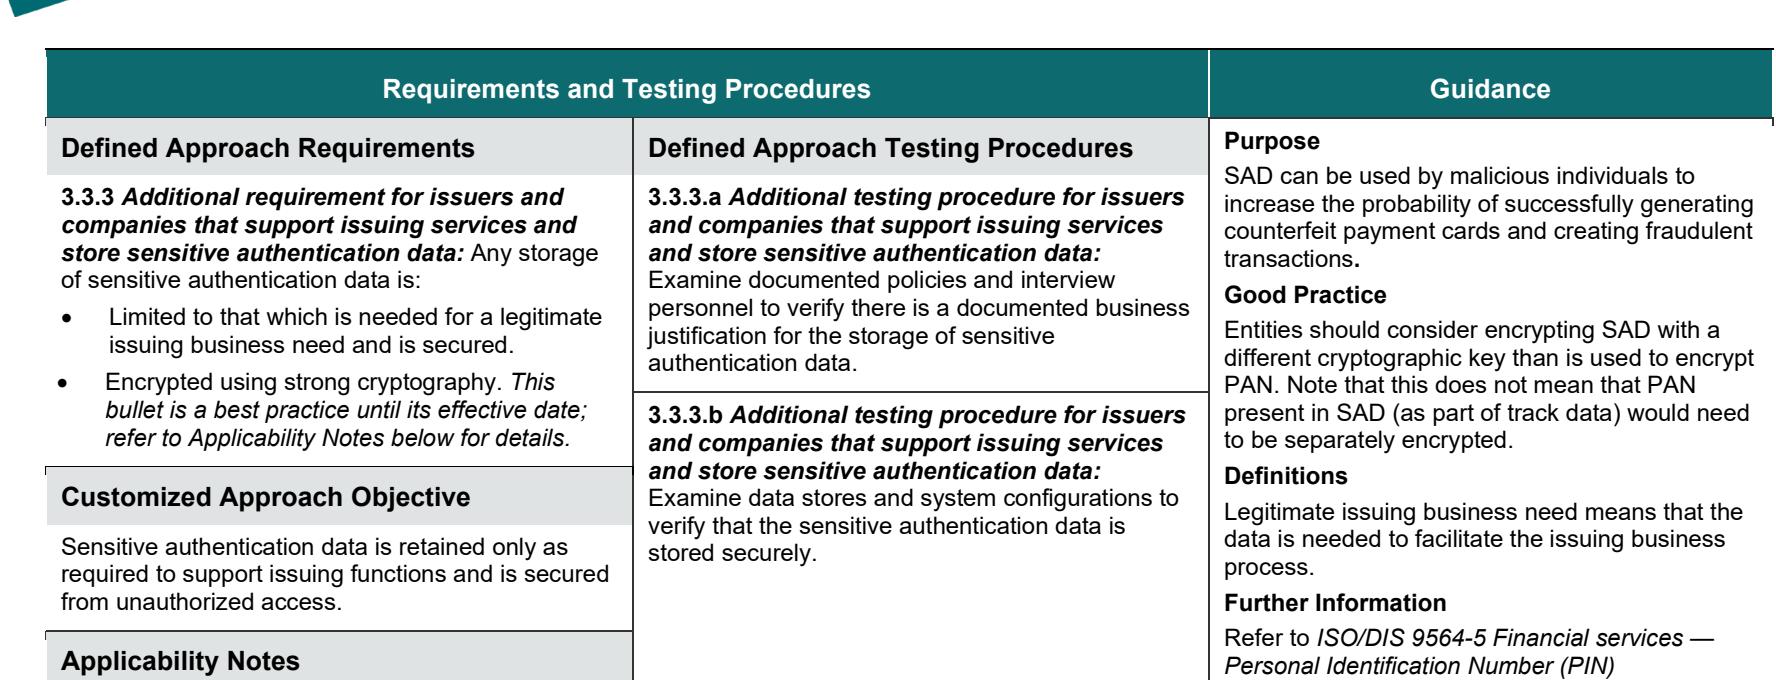 Requirements and Testing Procedures
Guidance
Defined Approach Requirements
3.3.3 Additional requirement for issuers and
companies that support issuing services and
store sensitive authentication data: Any storage
of sensitive authentication data is:
• Limited to that which is needed for a legitimate
issuing business need and is secured.
• Encrypted using strong cryptography. This
bullet is a best practice until its effective date;
refer to Applicability Notes below for details.
Customized Approach Objective
Sensitive authentication data is retained only as
required to support issuing functions and is secured
from unauthorized access.
Applicability Notes
Defined Approach Testing Procedures
3.3.3.a Additional testing procedure for issuers
and companies that support issuing services
and store sensitive authentication data:
Examine documented policies and interview
personnel to verify there is a documented business
justification for the storage of sensitive
authentication data.
3.3.3.b Additional testing procedure for issuers
and companies that support issuing services
and store sensitive authentication data:
Examine data stores and system configurations to
verify that the sensitive authentication data is
stored securely.
Purpose
SAD can be used by malicious individuals to
increase the probability of successfully generating
counterfeit payment cards and creating fraudulent
transactions.
Good Practice
Entities should consider encrypting SAD with a
different cryptographic key than is used to encrypt
PAN. Note that this does not mean that PAN
present in SAD (as part of track data) would need
to be separately encrypted.
Definitions
Legitimate issuing business need means that the
data is needed to facilitate the issuing business
process.
Further Information
Refer to ISO/DIS 9564-5 Financial services —
Personal Identification Number (PIN)